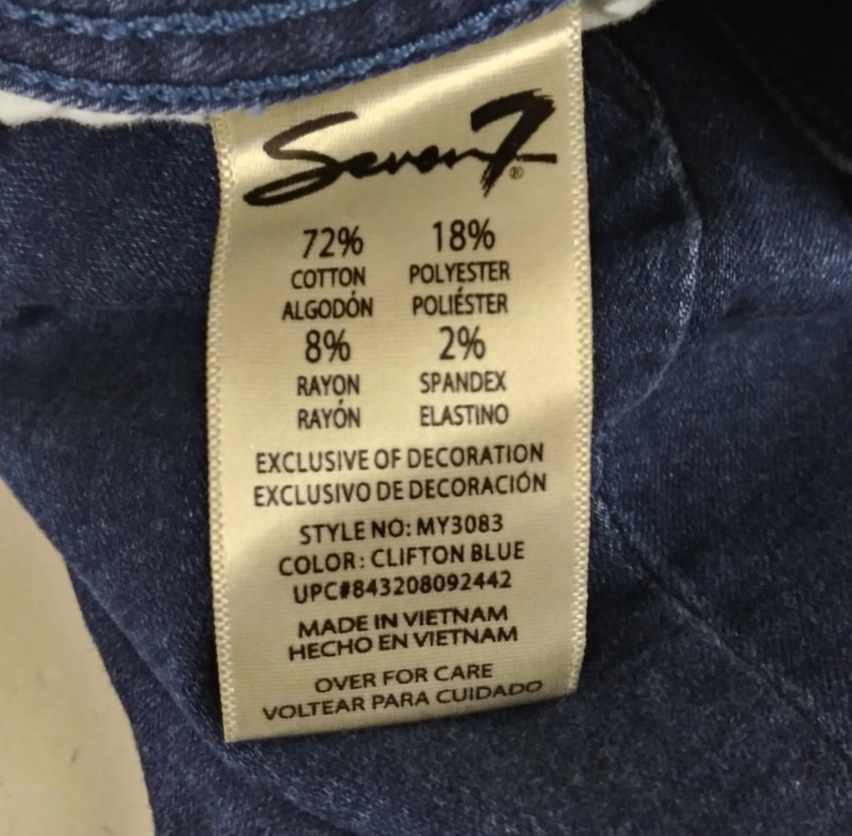 Seven7®
72% 18%
COTTON POLYESTER
ALGODÓN POLIÉSTER
8% 2%
RAYON SPANDEX
RAYÓN ELASTINO
EXCLUSIVE OF DECORATION
EXCLUSIVO DE DECORACIÓN
STYLE NO: MY3083
COLOR: CLIFTON BLUE
UPC#843208092442
MADE IN VIETNAM
HECHO EN VIETNAM
OVER FOR CARE
VOLTEAR PARA CUIDADO